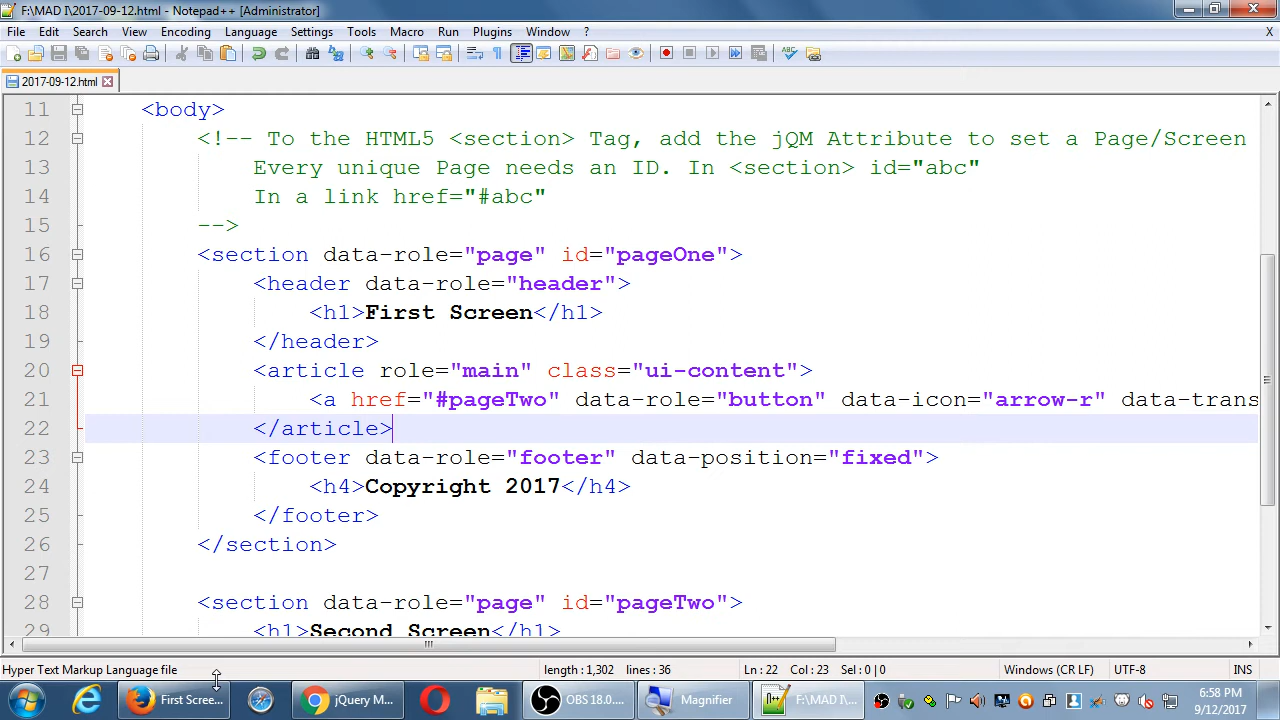 F:\MAD I\2017-09-12.html - Notepad++ [Administrator]
File Edit Search View Encoding Language Settings Tools Macro Run Plugins Window ? X
2017-09-12.html
11 <body>
12 <!-- To the HTML5 <section> Tag, add the jQM Attribute to set a Page/Screen
13 Every unique Page needs an ID. In <section> id="abc"
14 In a link href="#abc"
15 -->
16 <section data-role="page" id="pageOne">
17 <header data-role="header">
18 <h1>First Screen</h1>
19 </header>
20 <article role="main" class="ui-content">
21 <a href="#pageTwo" data-role="button" data-icon="arrow-r" data-trans
22 </article>
23 <footer data-role="footer" data-position="fixed">
24 <h4>Copyright 2017</h4>
25 </footer>
26 </section>
27
28 <section data-role="page" id="pageTwo">
29 <h1>Second Screen</h1>
Hyper Text Markup Language file length : 1,302 lines : 36 Ln : 22 Col : 23 Sel : 0 | 0 Windows (CR LF) UTF-8 INS
First Scree... jQuery M... OBS 18.0.... Magnifier F:\MAD I\... 6:58 PM
9/12/2017